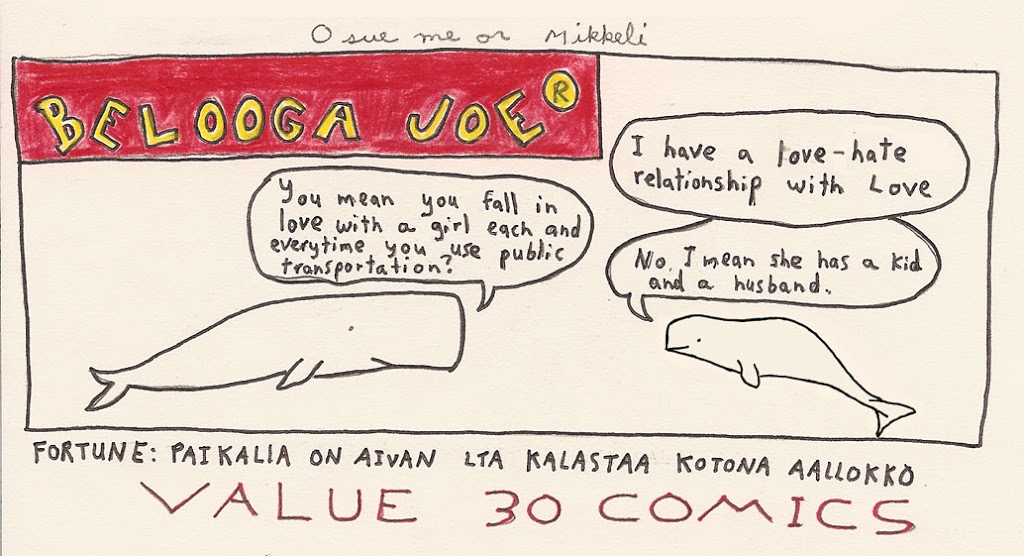 O sue me or Mikkeli
BELOOGA JOE®
I have a love-hate
relationship with Love
You mean you fall in
love with a girl each and
everytime you use public
transportation?
No, I mean she has a kid
and a husband.
FORTUNE: PAIKALLA ON AIVAN LTA KALASTAA KOTONA AALLOKKO
VALUE 30 COMICS